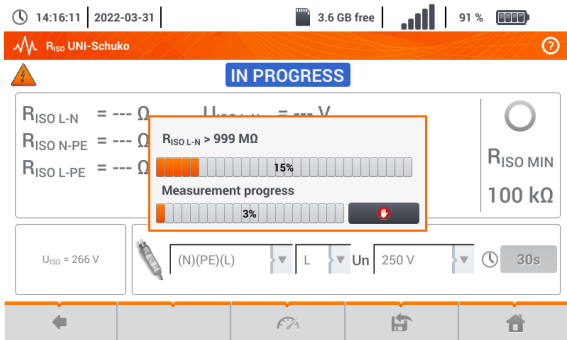 14:16:11 2022-03-31 3.6 GB free 91 %
RISO UNI-Schuko ?
IN PROGRESS
RISO L-N = --- Ω = --- V
RISO N-PE = ---
RISO L-PE = --- Ω
RISO L-N > 999 MΩ
15%
Measurement progress
3%
RISO MIN
100 kΩ
UISO = 266 V
(N)(PE)(L) L Un 250 V 30s